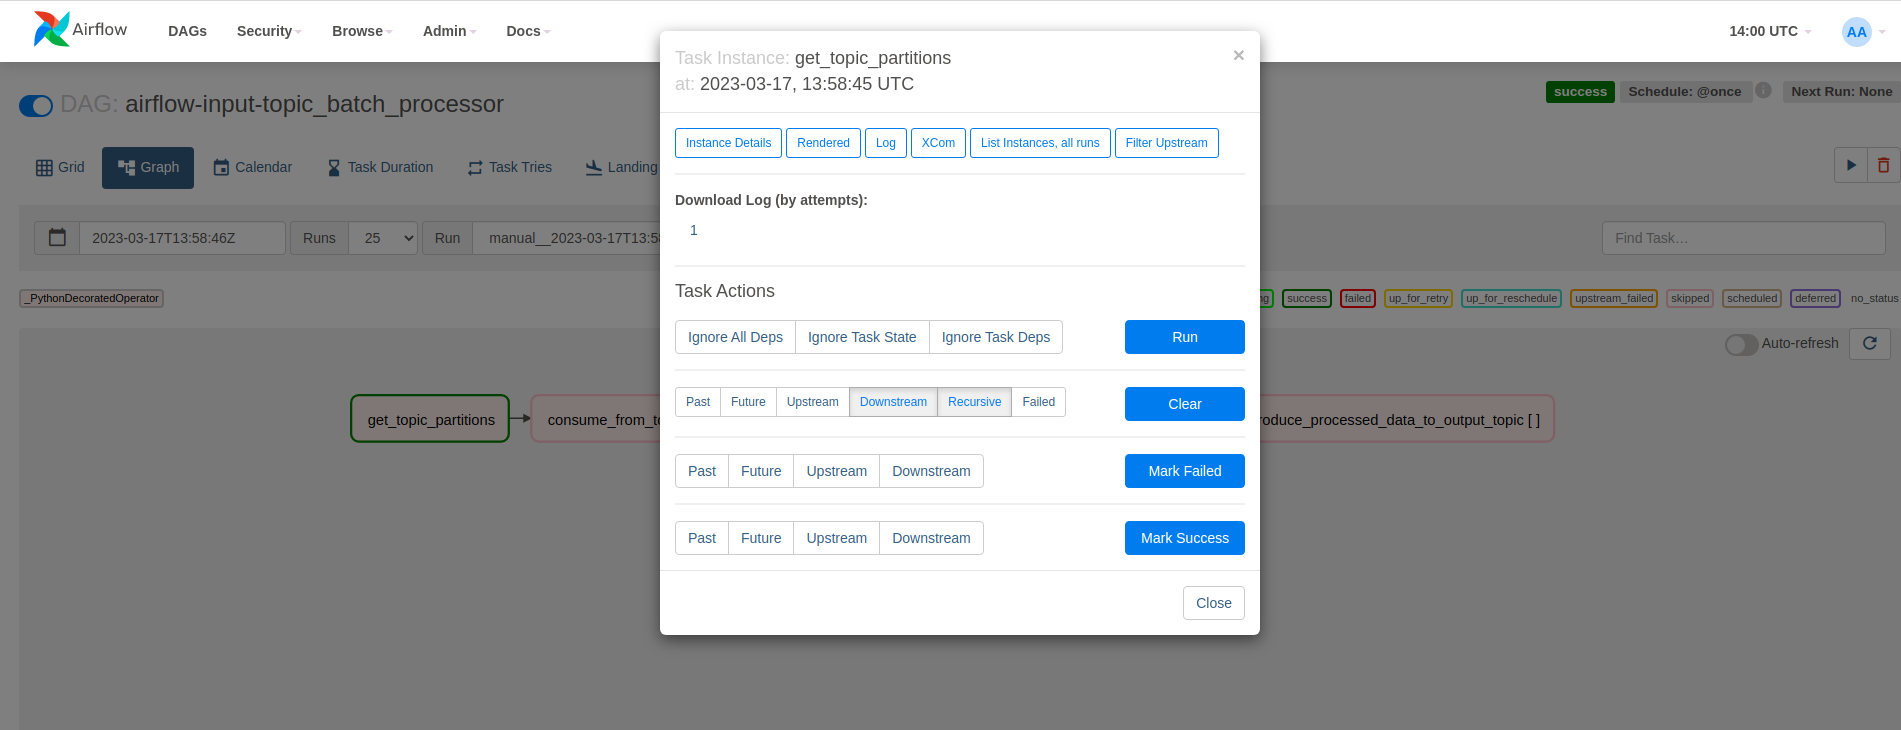 Airflow DAGs Security Browse Admin Docs 14:00 UTC AA
Task Instance: get_topic_partitions ×
at: 2023-03-17, 13:58:45 UTC
DAG: airflow-input-topic_batch_processor success Schedule: @once i Next Run: None
Instance Details Rendered Log XCom List Instances, all runs Filter Upstream
Grid Graph Calendar Task Duration Task Tries Landing
Download Log (by attempts):
1
2023-03-17T13:58:46Z Runs 25 Run manual__2023-03-17T13:58 Find Task...
Task Actions
_PythonDecoratedOperator ng success failed up_for_retry up_for_reschedule upstream_failed skipped scheduled deferred no_status
Ignore All Deps Ignore Task State Ignore Task Deps Run
Auto-refresh
Past Future Upstream Downstream Recursive Failed Clear
get_topic_partitions consume_from_to roduce_processed_data_to_output_topic [ ]
Past Future Upstream Downstream Mark Failed
Past Future Upstream Downstream Mark Success
Close